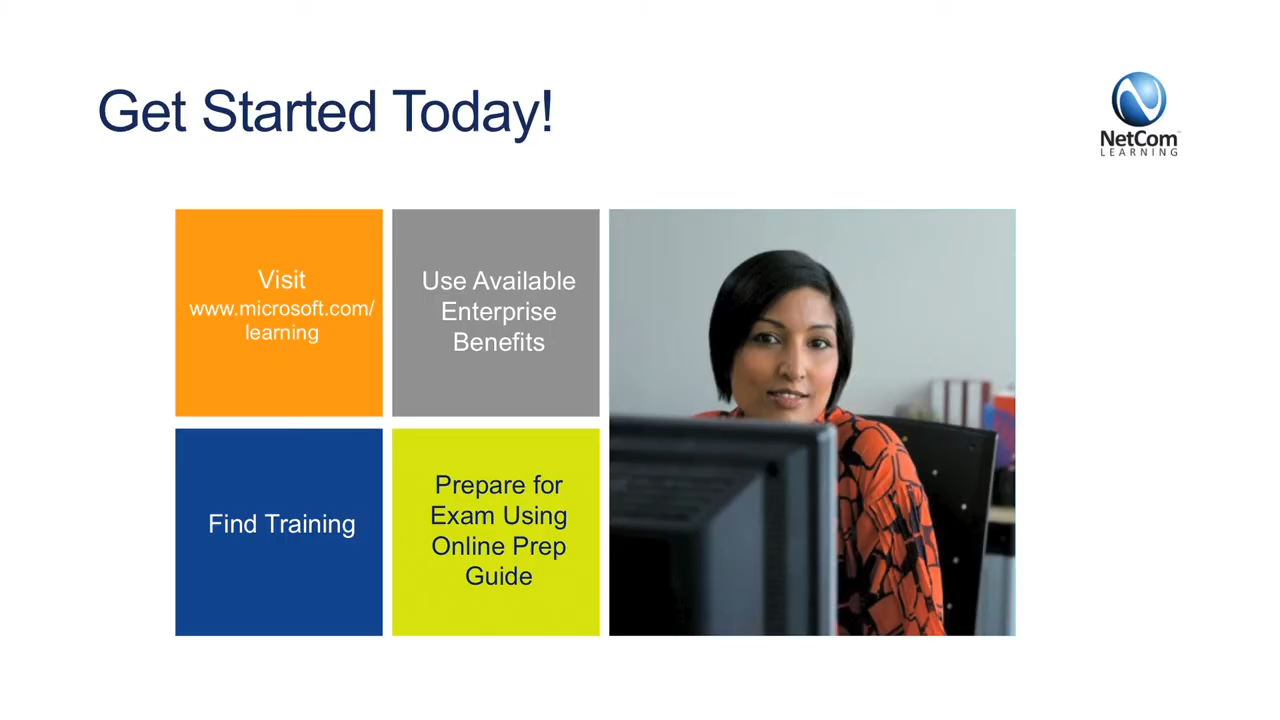 Get Started Today!
NetCom
LEARNING
Visit
www.microsoft.com/
learning
Use Available
Enterprise
Benefits
Find Training
Prepare for
Exam Using
Online Prep
Guide